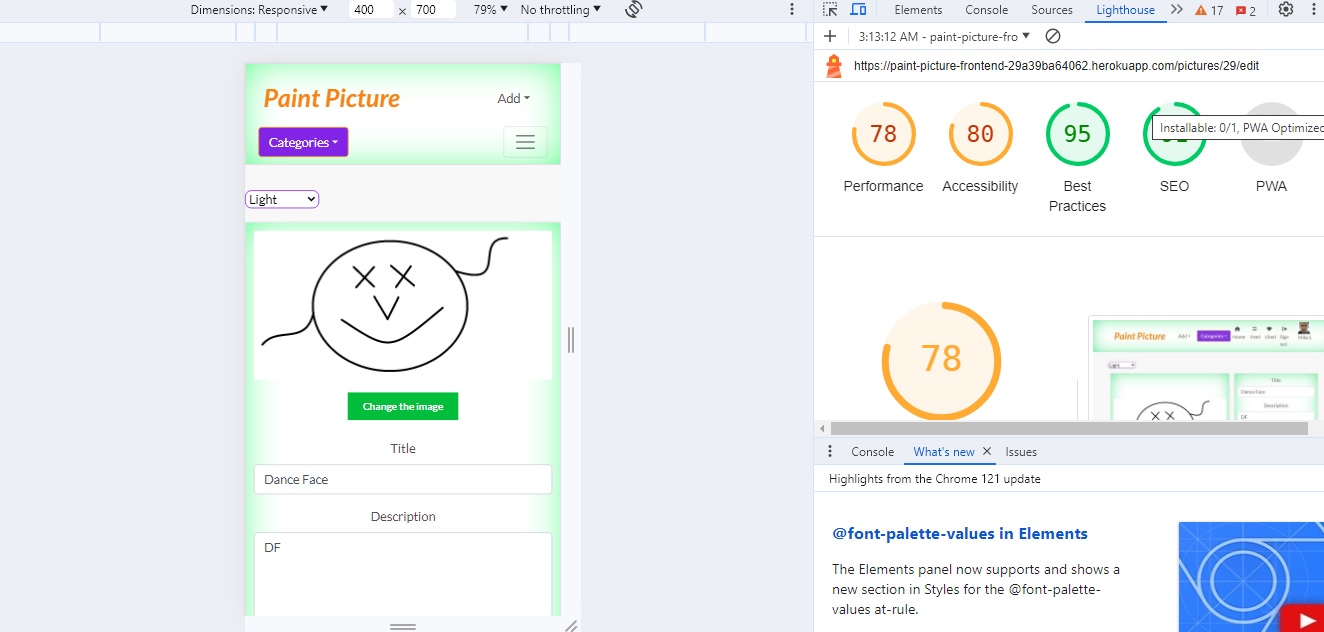 Dimensions: Responsive 400 × 700 79% No throttling
Elements Console Sources Lighthouse 17 2
3:13:12 AM - paint-picture-fro
https://paint-picture-frontend-29a39ba64062.herokuapp.com/pictures/29/edit
Paint Picture
Add
Categories
Light
Change the image
Title
Dance Face
Description
DF
78 80 95
Installable: 0/1, PWA Optimized
Performance Accessibility Best Practices SEO PWA
78
Paint Picture Add Categories Home Feed Liked Sign out
Light
Title
Dance Face
Description
DF
Console What's new Issues
Highlights from the Chrome 121 update
@font-palette-values in Elements
The Elements panel now supports and shows a
new section in Styles for the @font-palette-
values at-rule.